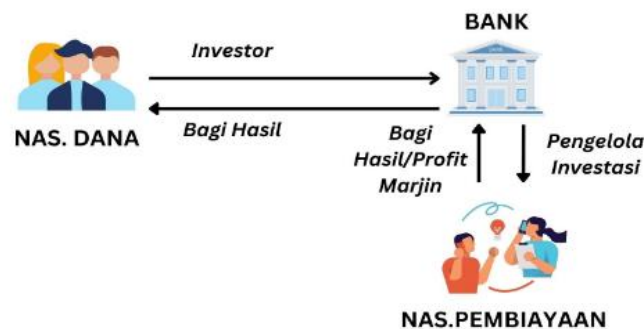 BANK
Investor
Bagi Hasil
NAS. DANA
Bagi
Hasil/Profit
Marjin
Pengelola
Investasi
NAS.PEMBIAYAAN